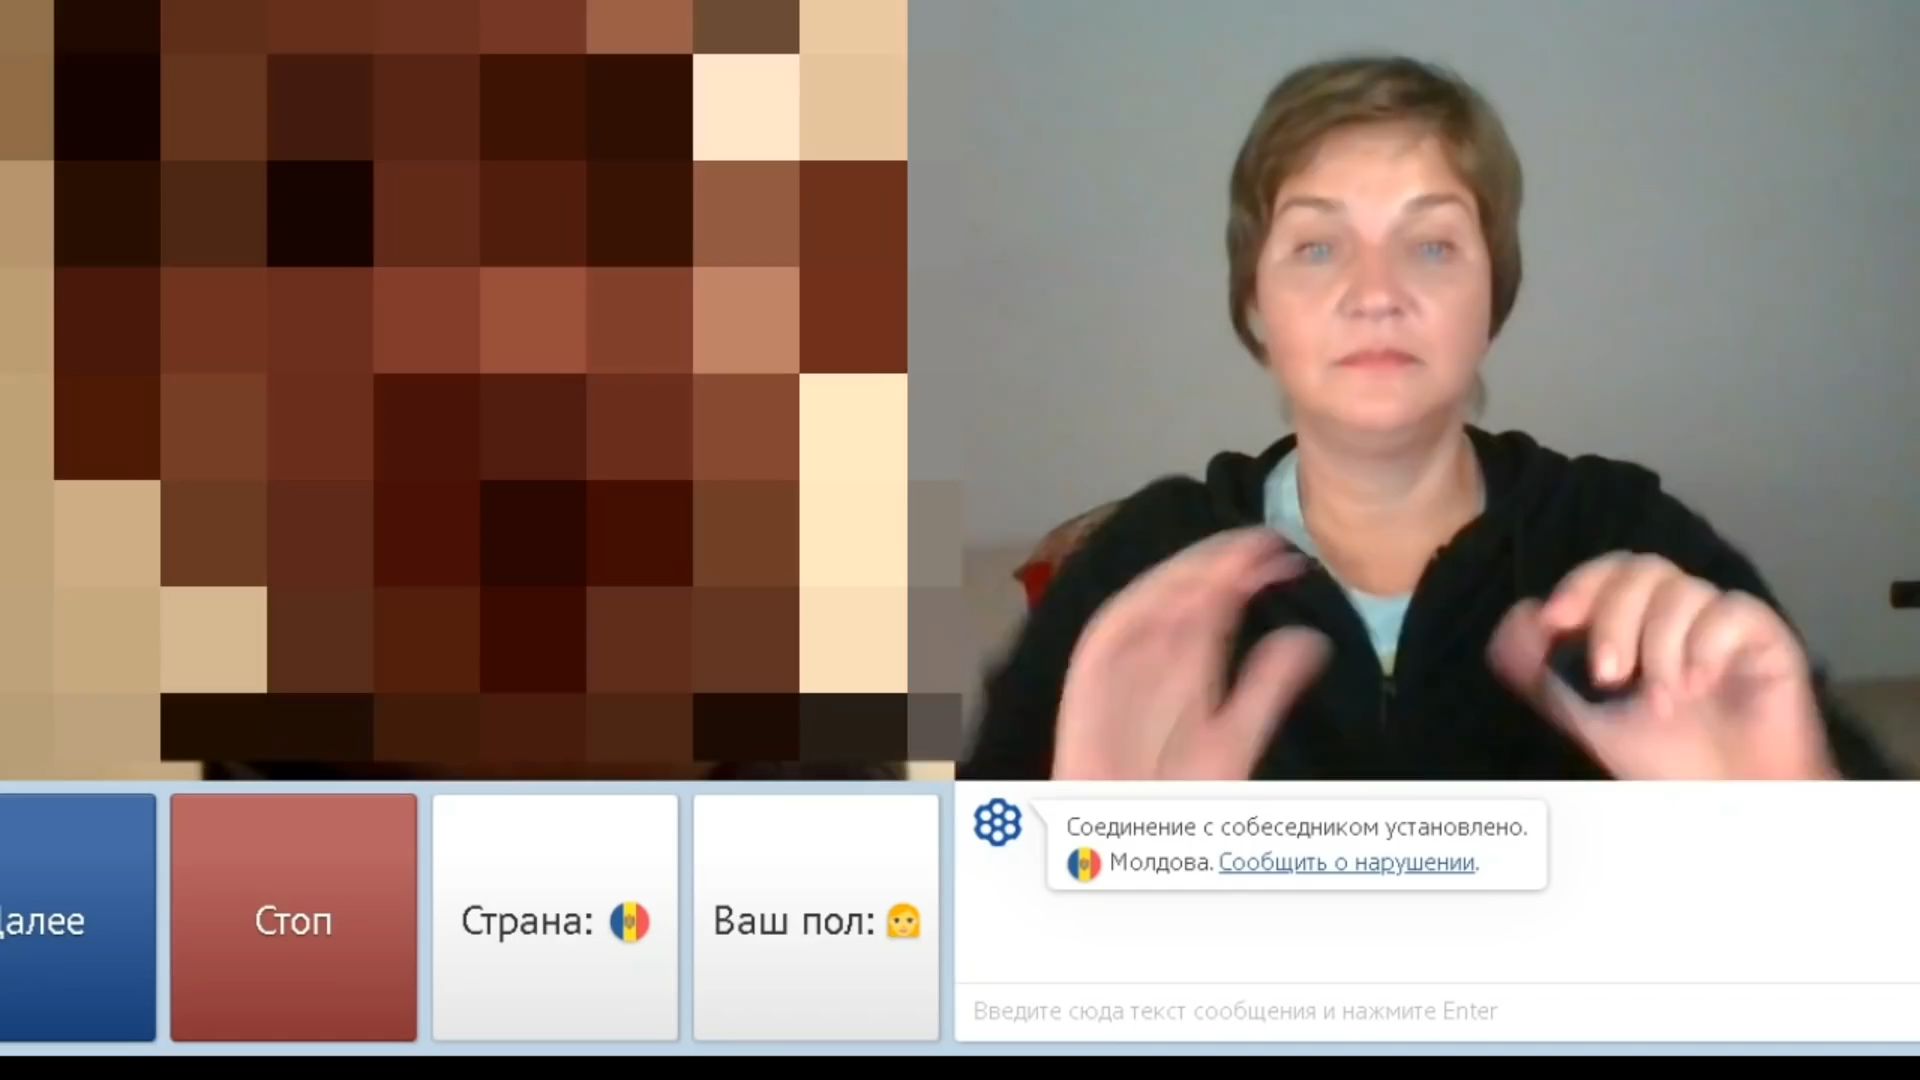 алее
Стоп
Страна:
Ваш пол:
Соединение с собеседником установлено.
Молдова. Сообщить о нарушении.
Введите сюда текст сообщения и нажмите Enter